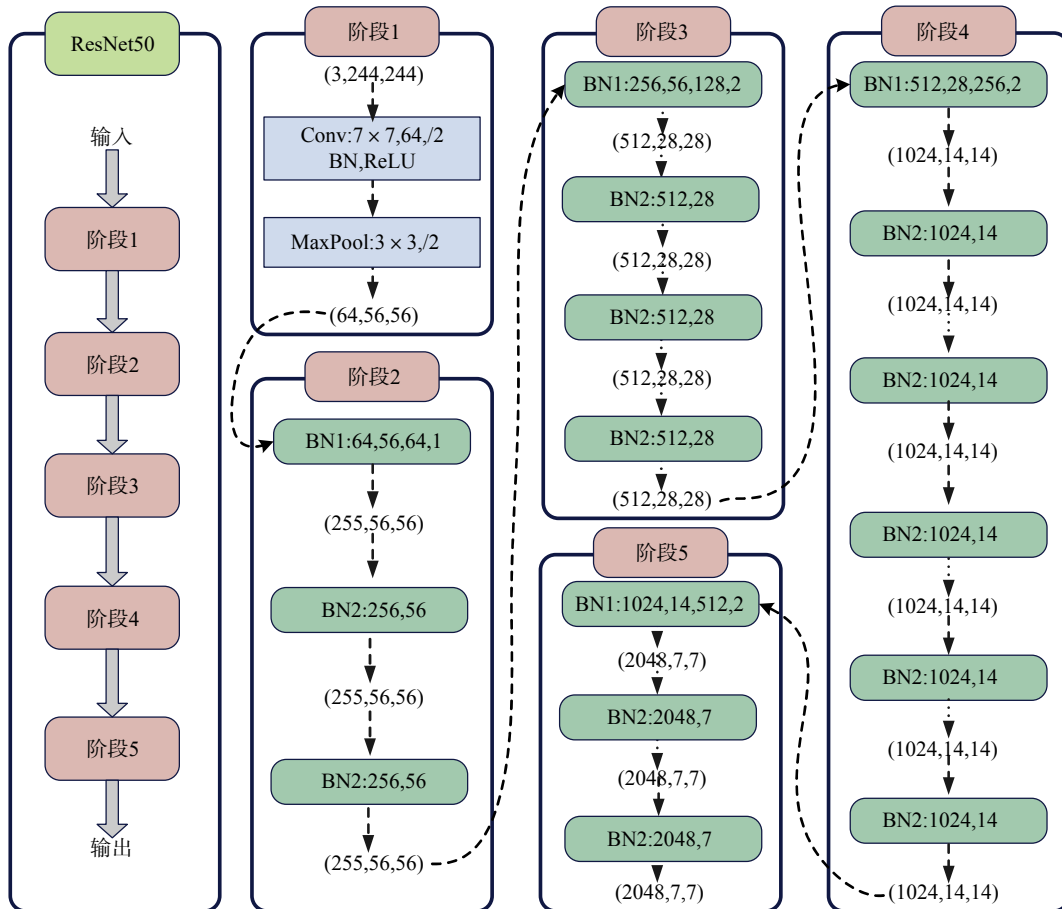 ResNet50
输入
阶段1
阶段2
阶段3
阶段4
阶段5
输出
阶段1
(3,244,244)
Conv:7×7,64,/2
BN,ReLU
MaxPool:3×3,/2
(64,56,56)
阶段2
BN1:64,56,64,1
(255,56,56)
BN2:256,56
(255,56,56)
BN2:256,56
(255,56,56)
阶段3
BN1:256,56,128,2
(512,28,28)
BN2:512,28
(512,28,28)
BN2:512,28
(512,28,28)
BN2:512,28
(512,28,28)
阶段4
BN1:512,28,256,2
(1024,14,14)
BN2:1024,14
(1024,14,14)
BN2:1024,14
(1024,14,14)
BN2:1024,14
(1024,14,14)
BN2:1024,14
(1024,14,14)
BN2:1024,14
(1024,14,14)
阶段5
BN1:1024,14,512,2
(2048,7,7)
BN2:2048,7
(2048,7,7)
BN2:2048,7
(2048,7,7)